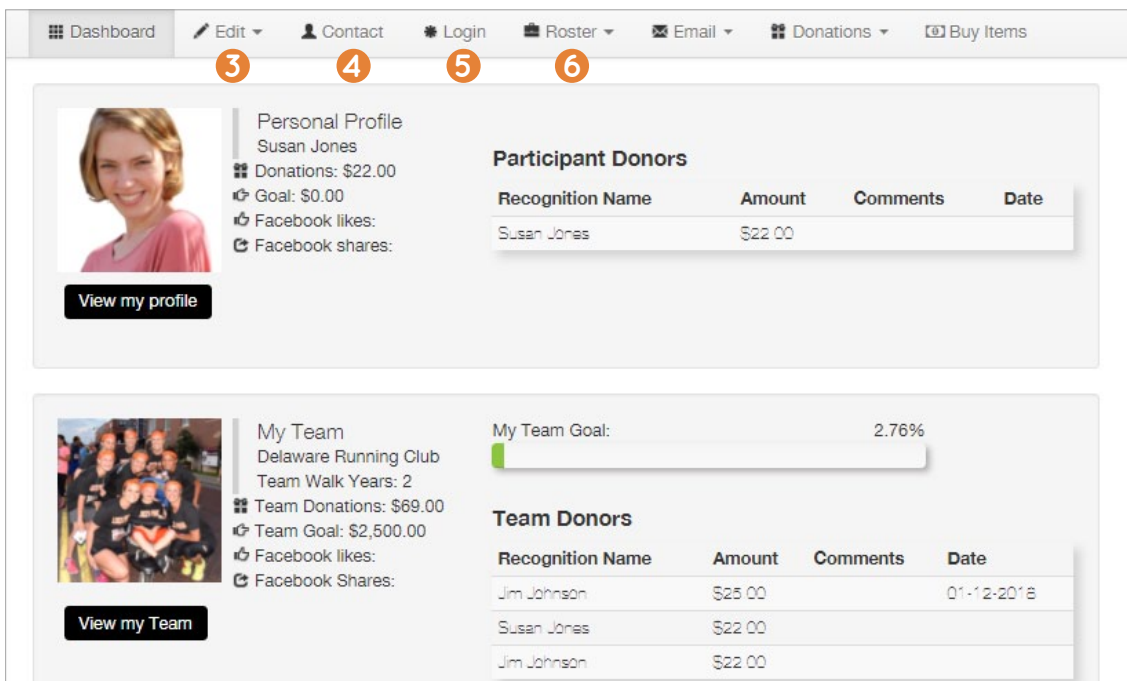 Dashboard Edit Contact Login Roster Email Donations Buy Items
3 4 5 6
Personal Profile
Susan Jones
Donations: $22.00
Goal: $0.00
Facebook likes:
Facebook shares:
View my profile
Participant Donors
Recognition Name Amount Comments Date
Susan Jones $22.00
My Team
Delaware Running Club
Team Walk Years: 2
Team Donations: $69.00
Team Goal: $2,500.00
Facebook likes:
Facebook Shares:
View my Team
My Team Goal: 2.76%
Team Donors
Recognition Name Amount Comments Date
Jim Johnson $25.00 01-12-2018
Susan Jones $22.00
Jim Johnson $22.00